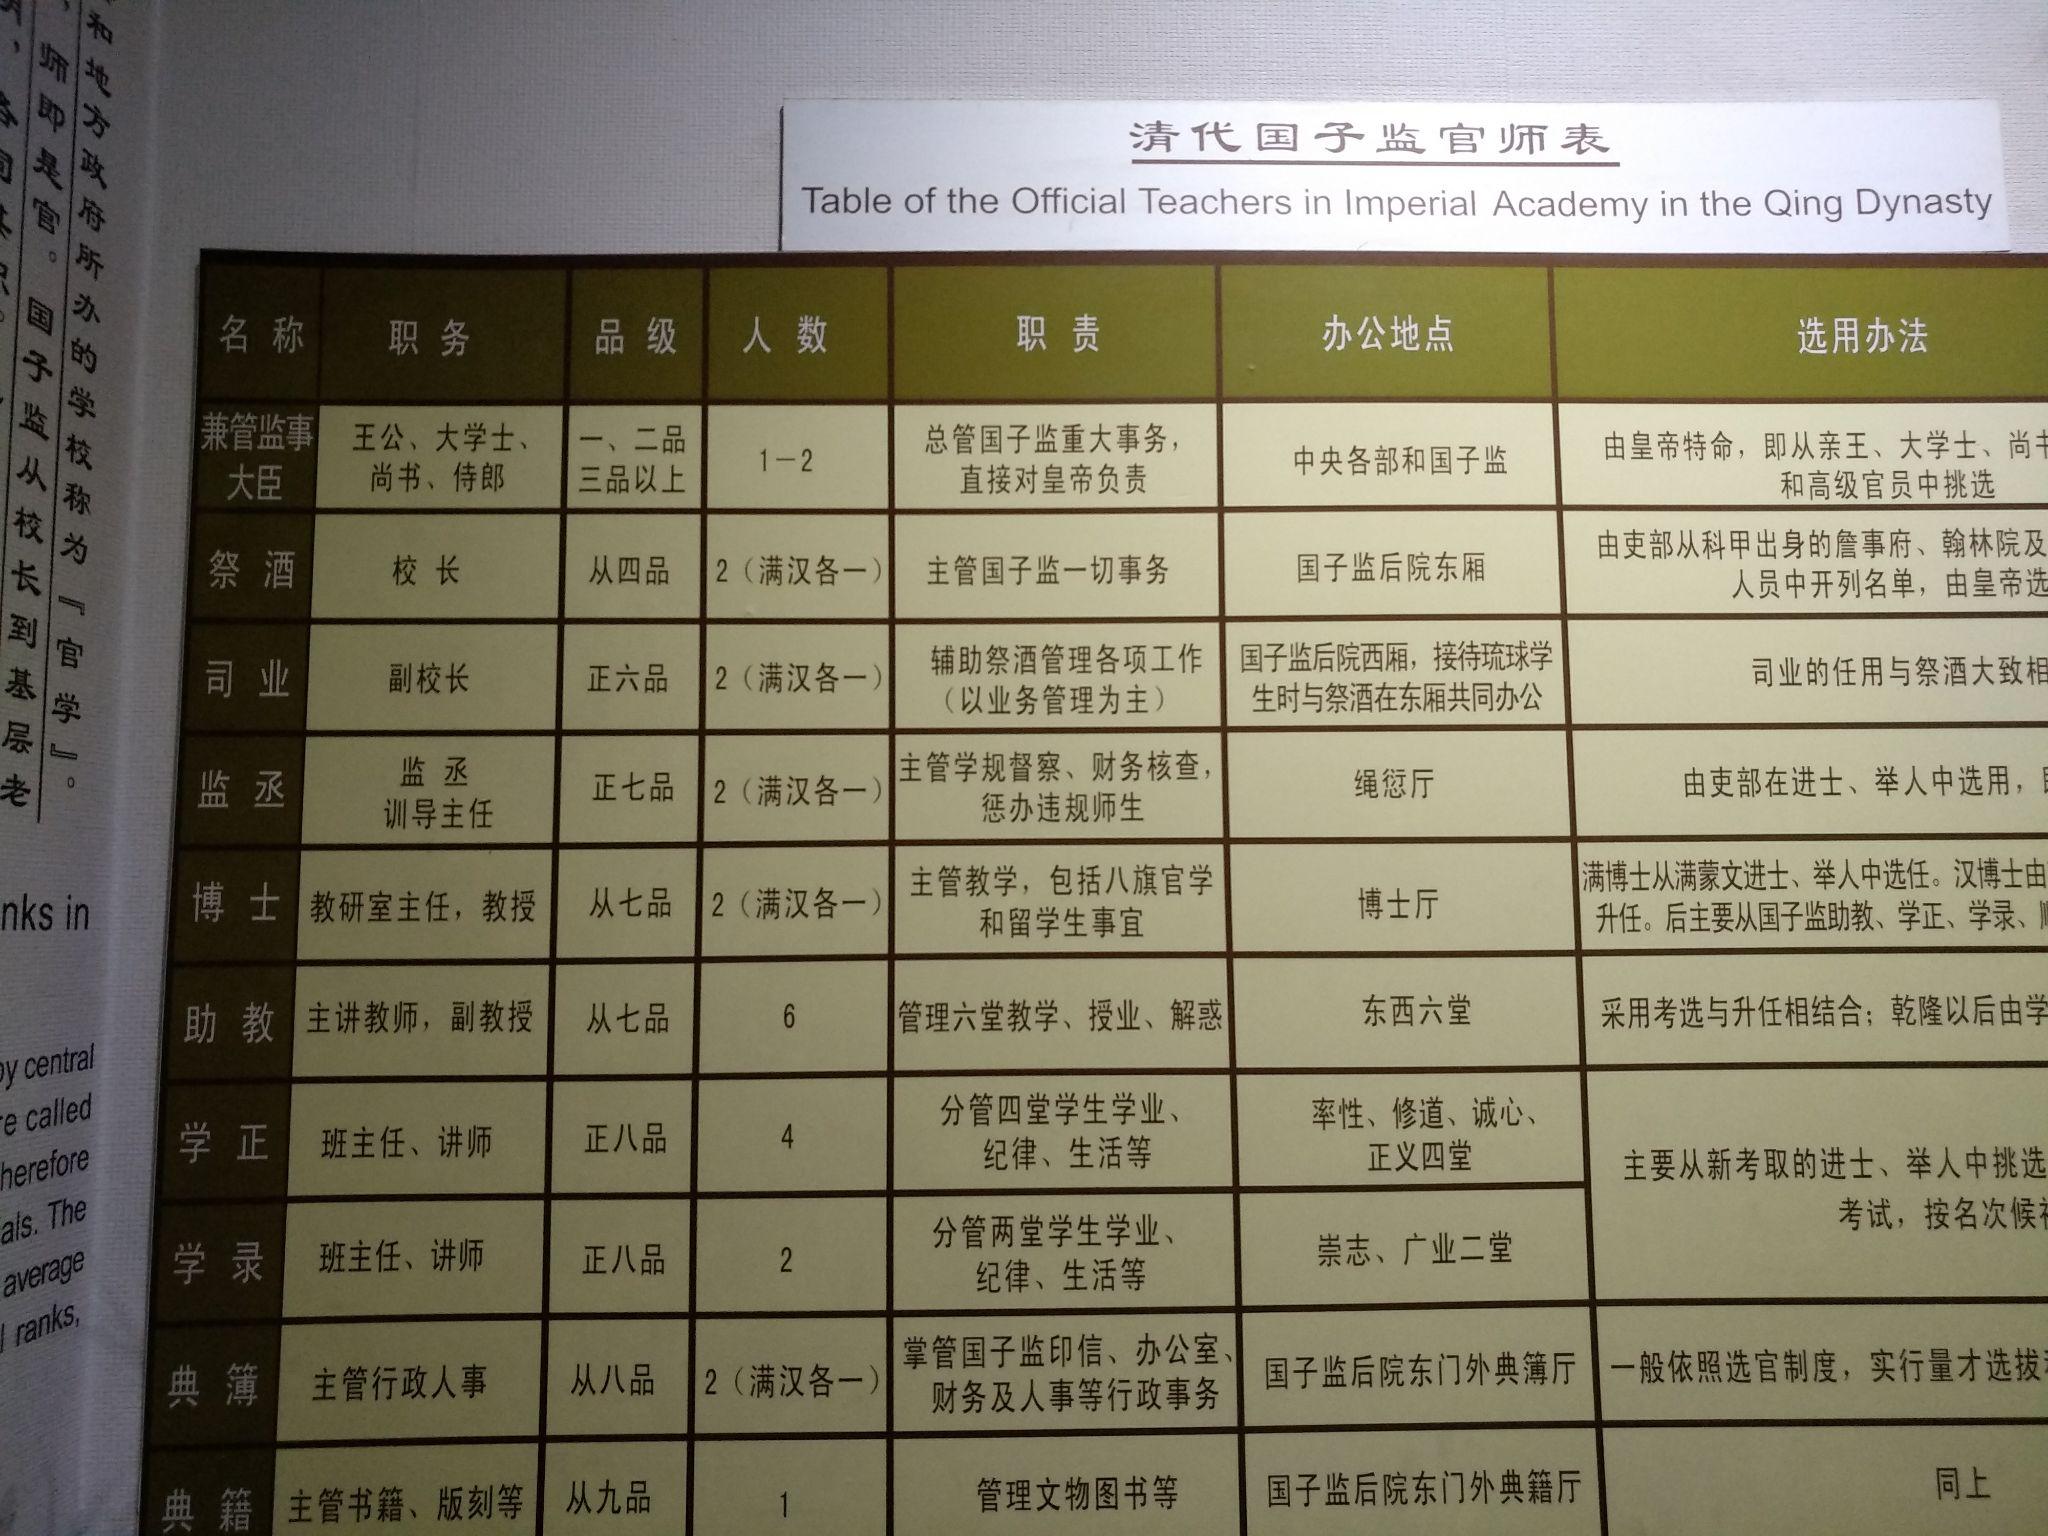 和地方政府所办的学校称为『官学』。
师即是官。国子监从校长到基层老
nks in
by central
re called
herefore
als. The
average
l ranks,
清代国子监官师表
Table of the Official Teachers in Imperial Academy in the Qing Dynasty
名称 职务 品级 人数 职责 办公地点 选用办法
兼管监事
大臣
王公、大学士、
尚书、侍郎
一、二品
三品以上
1－2
总管国子监重大事务，
直接对皇帝负责
中央各部和国子监
由皇帝特命，即从亲王、大学士、尚书
和高级官员中挑选
祭酒
校长
从四品
2（满汉各一）
主管国子监一切事务
国子监后院东厢
由吏部从科甲出身的詹事府、翰林院及
人员中开列名单，由皇帝选
司业
副校长
正六品
2（满汉各一）
辅助祭酒管理各项工作
（以业务管理为主）
国子监后院西厢，接待琉球学
生时与祭酒在东厢共同办公
司业的任用与祭酒大致相
监丞
监丞
训导主任
正七品
2（满汉各一）
主管学规督察、财务核查，
惩办违规师生
绳愆厅
由吏部在进士、举人中选用，
博士
教研室主任，教授
从七品
2（满汉各一）
主管教学，包括八旗官学
和留学生事宜
博士厅
满博士从满蒙文进士、举人中选任。汉博士由
升任。后主要从国子监助教、学正、学录、
助教
主讲教师，副教授
从七品
6
管理六堂教学、授业、解惑
东西六堂
采用考选与升任相结合；乾隆以后由学
学正
班主任、讲师
正八品
4
分管四堂学生学业、
纪律、生活等
率性、修道、诚心、
正义四堂
主要从新考取的进士、举人中挑选
考试，按名次候补
学录
班主任、讲师
正八品
2
分管两堂学生学业、
纪律、生活等
崇志、广业二堂
典簿
主管行政人事
从八品
2（满汉各一）
掌管国子监印信、办公室、
财务及人事等行政事务
国子监后院东门外典簿厅
一般依照选官制度，实行量才选拔
典籍
主管书籍、版刻等
从九品
1
管理文物图书等
国子监后院东门外典籍厅
同上